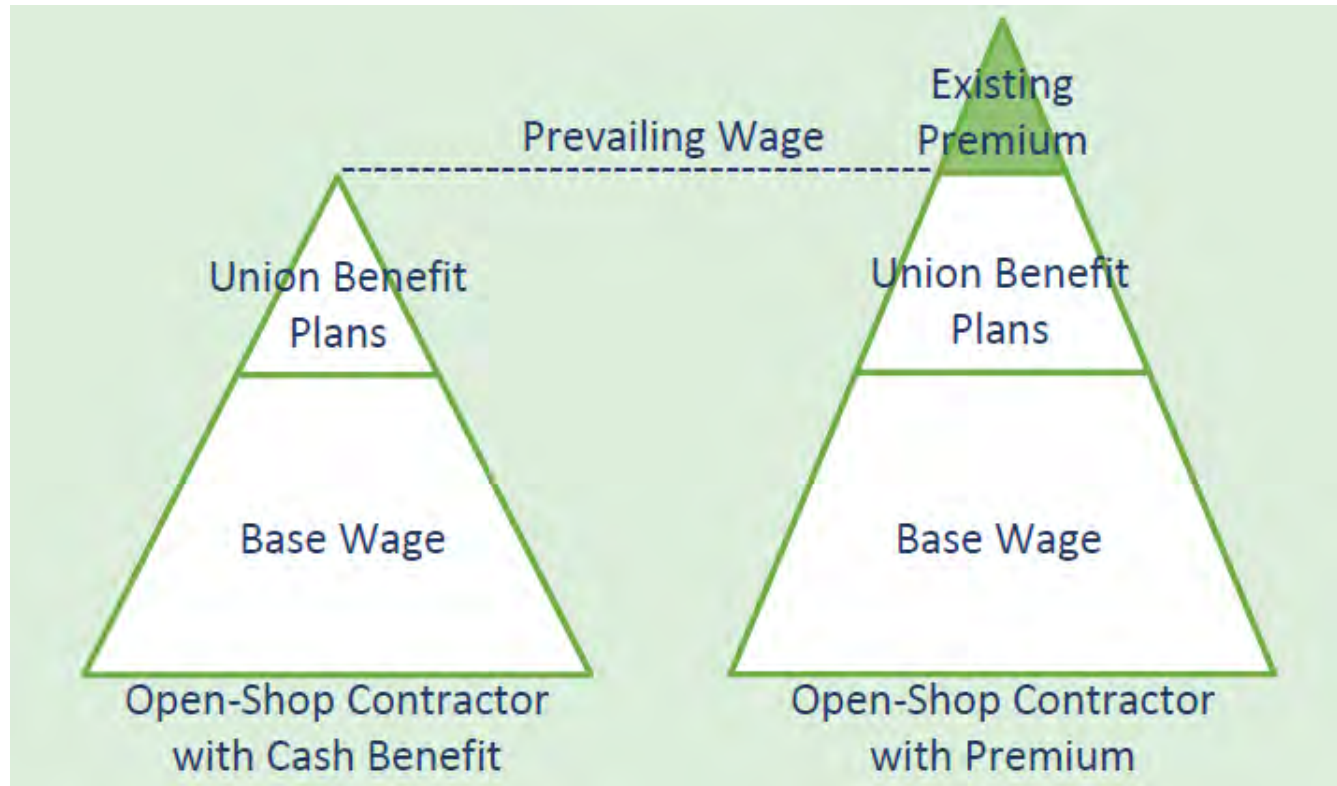 Existing
Premium
Prevailing Wage
Union Benefit
Plans
Union Benefit
Plans
Base Wage
Base Wage
Open-Shop Contractor
with Cash Benefit
Open-Shop Contractor
with Premium